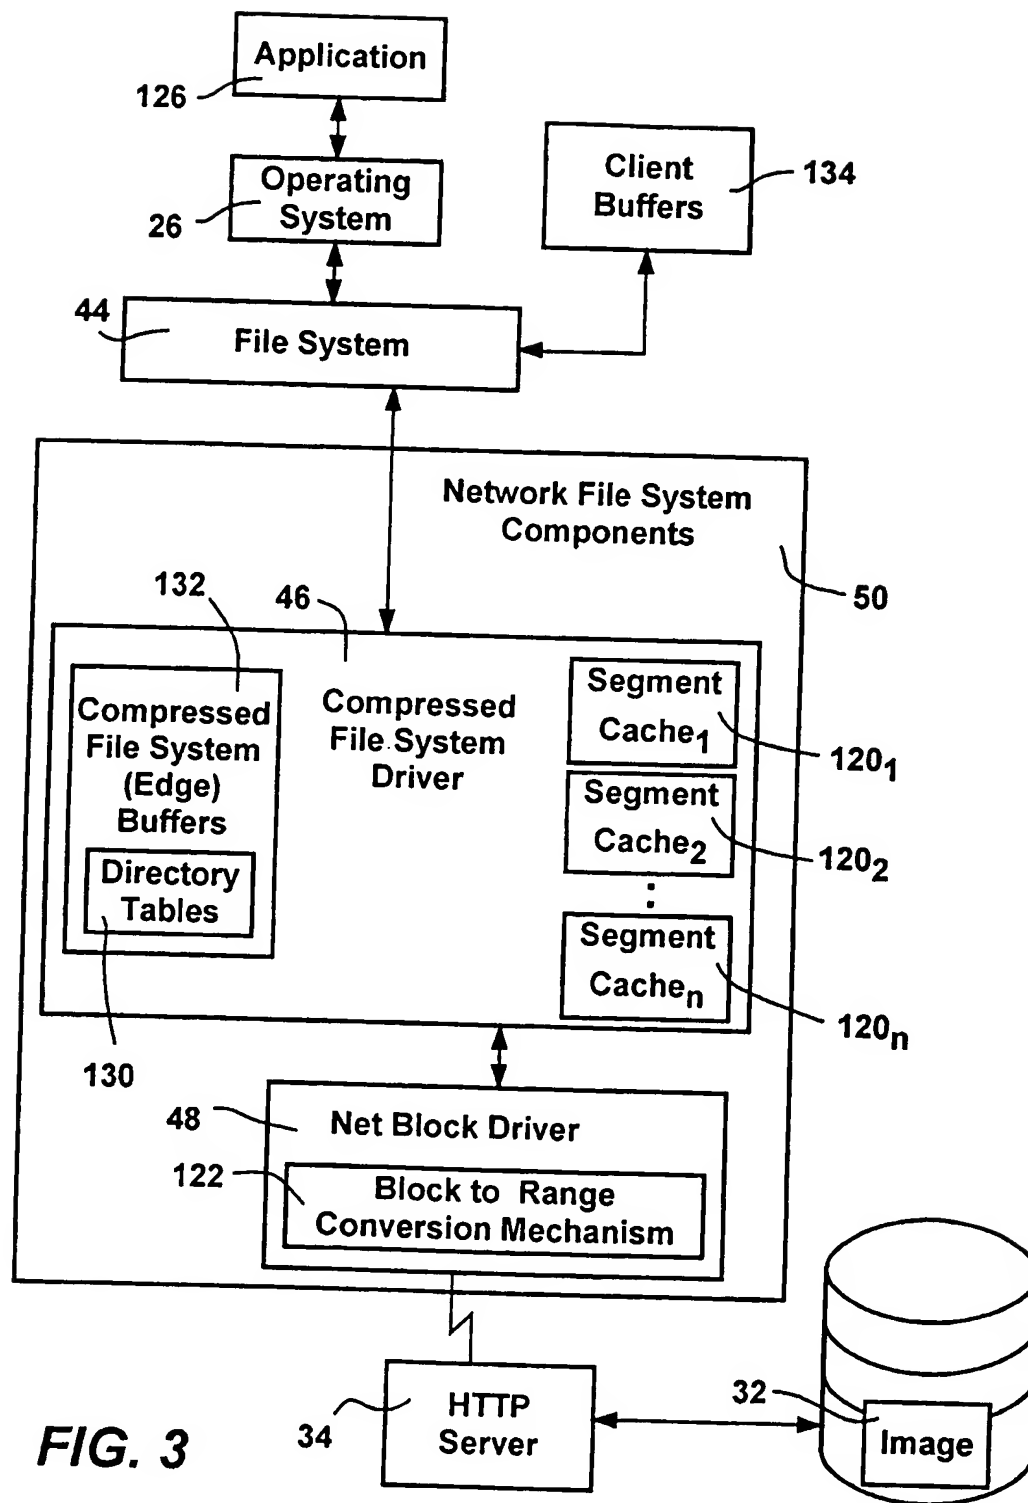 Application
126
Operating
System
26
Client
Buffers
134
44
File System
Network File System
Components
50
132
46
Compressed
File System
(Edge)
Buffers
Directory
Tables
130
Compressed
File System
Driver
Segment
Cache1
1201
Segment
Cache2
1202
Segment
Cachen
120n
48
Net Block Driver
122
Block to Range
Conversion Mechanism
HTTP
Server
34
32
Image
FIG. 3